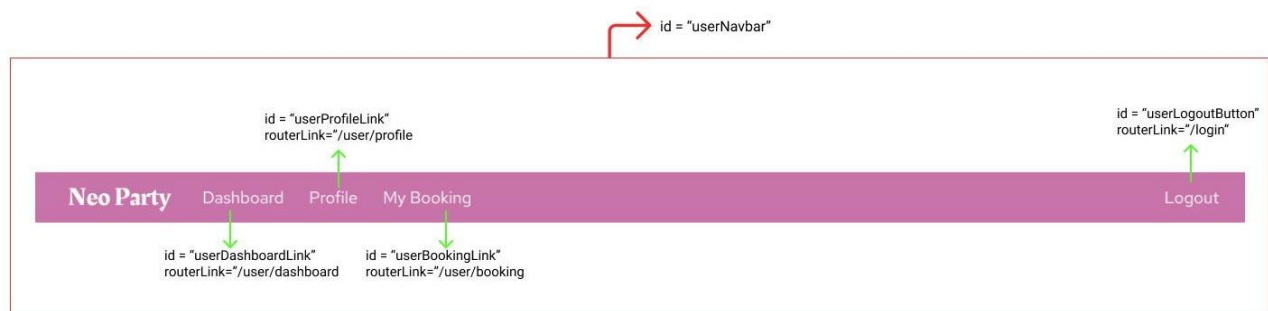 id = “userNavbar”
id = “userProfileLink”
routerLink=”/user/profile
id = “userLogoutButton”
routerLink=”/login“
Neo Party Dashboard Profile My Booking Logout
id = “userDashboardLink”
routerLink=”/user/dashboard
id = “userBookingLink”
routerLink=”/user/booking